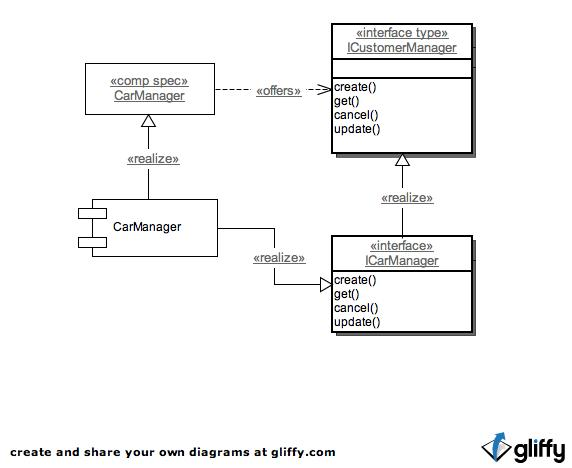 «interface type»
ICustomerManager
create()
get()
cancel()
update()
«comp spec»
CarManager
«offers»
«realize»
«realize»
CarManager
«realize»
«interface»
ICarManager
create()
get()
cancel()
update()
create and share your own diagrams at gliffy.com
gliffy